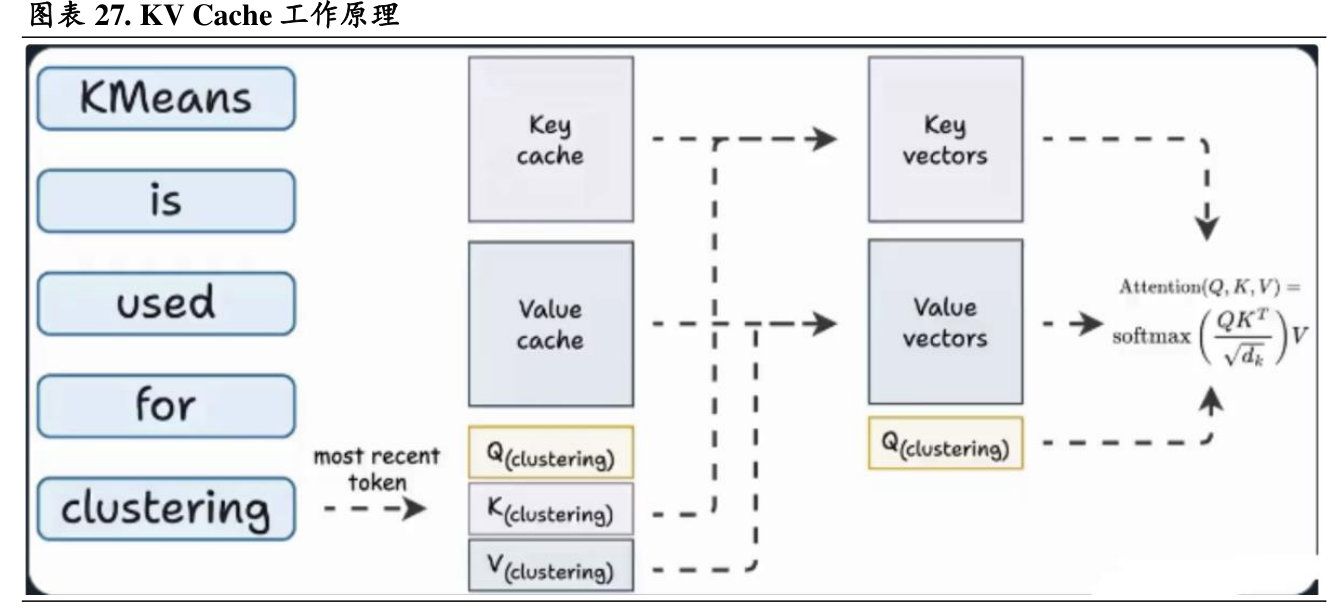 图表 27. KV Cache 工作原理
KMeans
is
used
for
clustering
most recent
token
Key
cache
Value
cache
Q(clustering)
K(clustering)
V(clustering)
Key
vectors
Value
vectors
Q(clustering)
Attention(Q, K, V) =
softmax(QK^T/√d_k)V